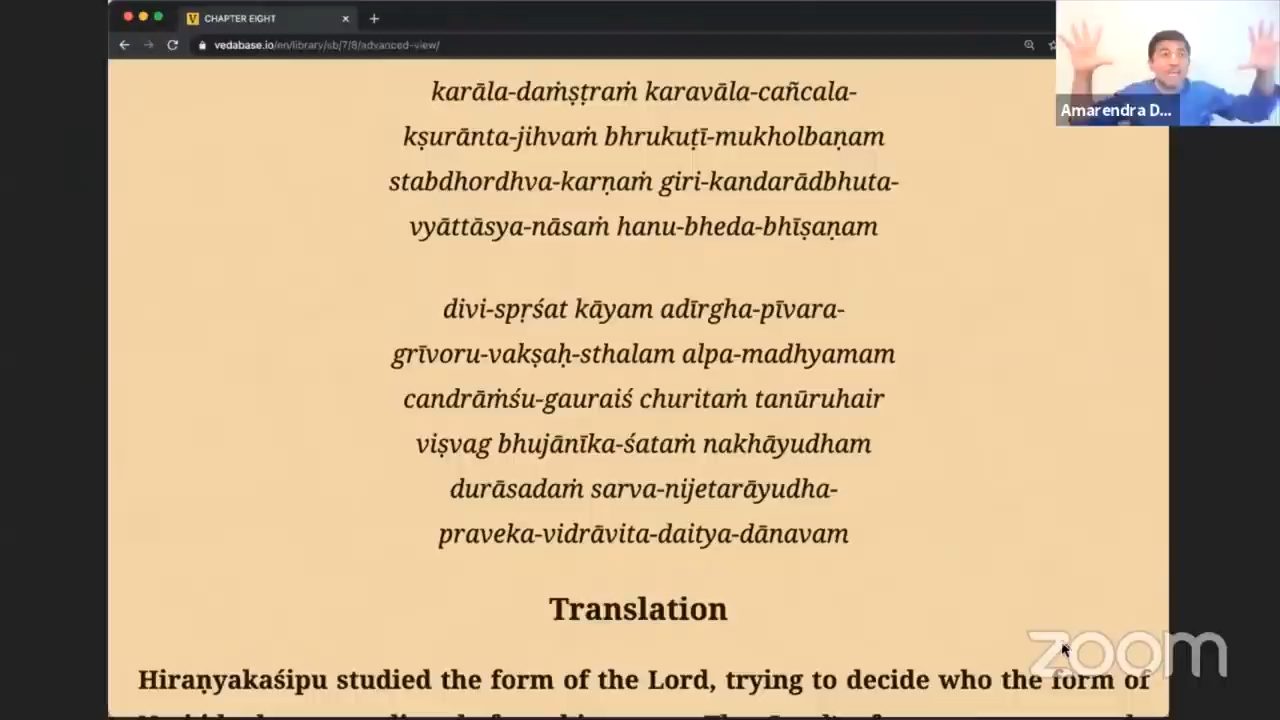 CHAPTER EIGHT
vedabase.io/en/library/sb/7/8/advanced-view/
Amarendra D...
karāla-daṁṣṭraṁ karavāla-cañcala-
kṣurānta-jihvaṁ bhrukuṭī-mukholbaṇam
stabdhordhva-karṇaṁ giri-kandarādbhuta-
vyāttāsya-nāsaṁ hanu-bheda-bhīṣaṇam
divi-spṛśat kāyam adīrgha-pīvara-
grīvoru-vakṣaḥ-sthalam alpa-madhyamam
candrāṁśu-gauraiś churitaṁ tanūruhair
viṣvag bhujānīka-śataṁ nakhāyudham
durāsadaṁ sarva-nijetarāyudha-
praveka-vidrāvita-daitya-dānavam
Translation
Hiraṇyakaśipu studied the form of the Lord, trying to decide who the form of
zoom